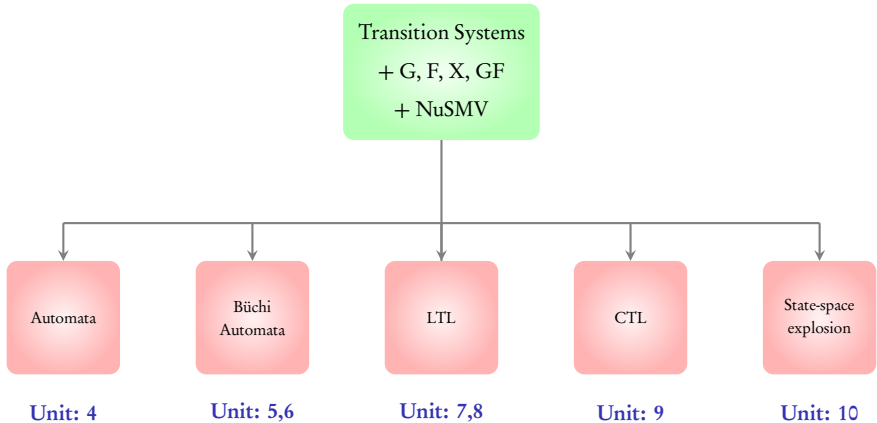 Transition Systems
+ G, F, X, GF
+ NuSMV
Automata
Büchi
Automata
LTL
CTL
State-space
explosion
Unit: 4
Unit: 5,6
Unit: 7,8
Unit: 9
Unit: 10